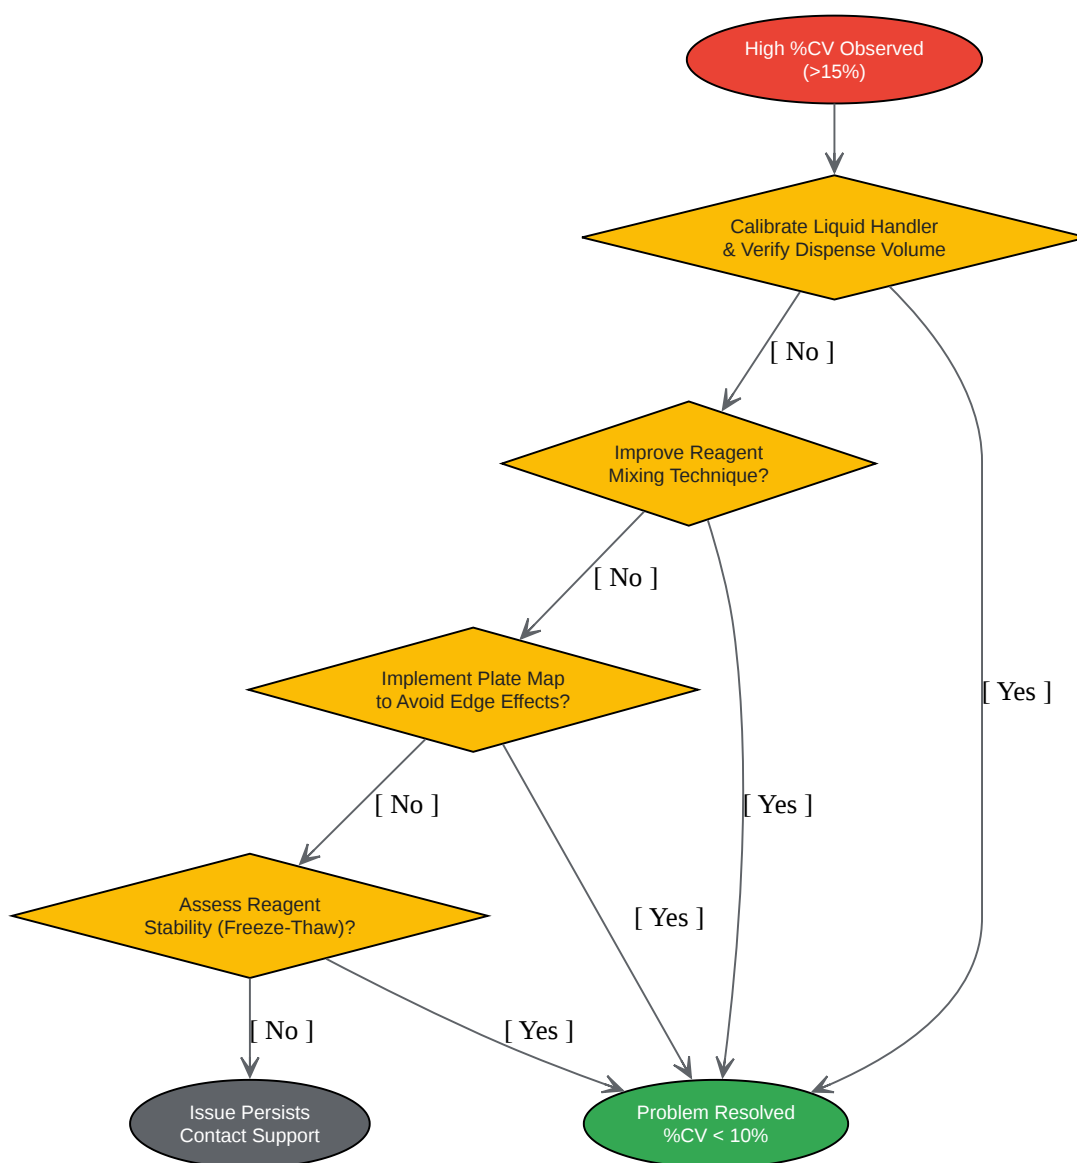 High %CV Observed
(>15%)
Calibrate Liquid Handler
& Verify Dispense Volume
[ No ]
Improve Reagent
Mixing Technique?
[ No ]
Implement Plate Map
to Avoid Edge Effects?
[ Yes ]
[ No ]
[ Yes ]
Assess Reagent
Stability (Freeze-Thaw)?
[ Yes ]
[ No ]
[ Yes ]
Issue Persists
Contact Support
Problem Resolved
%CV < 10%